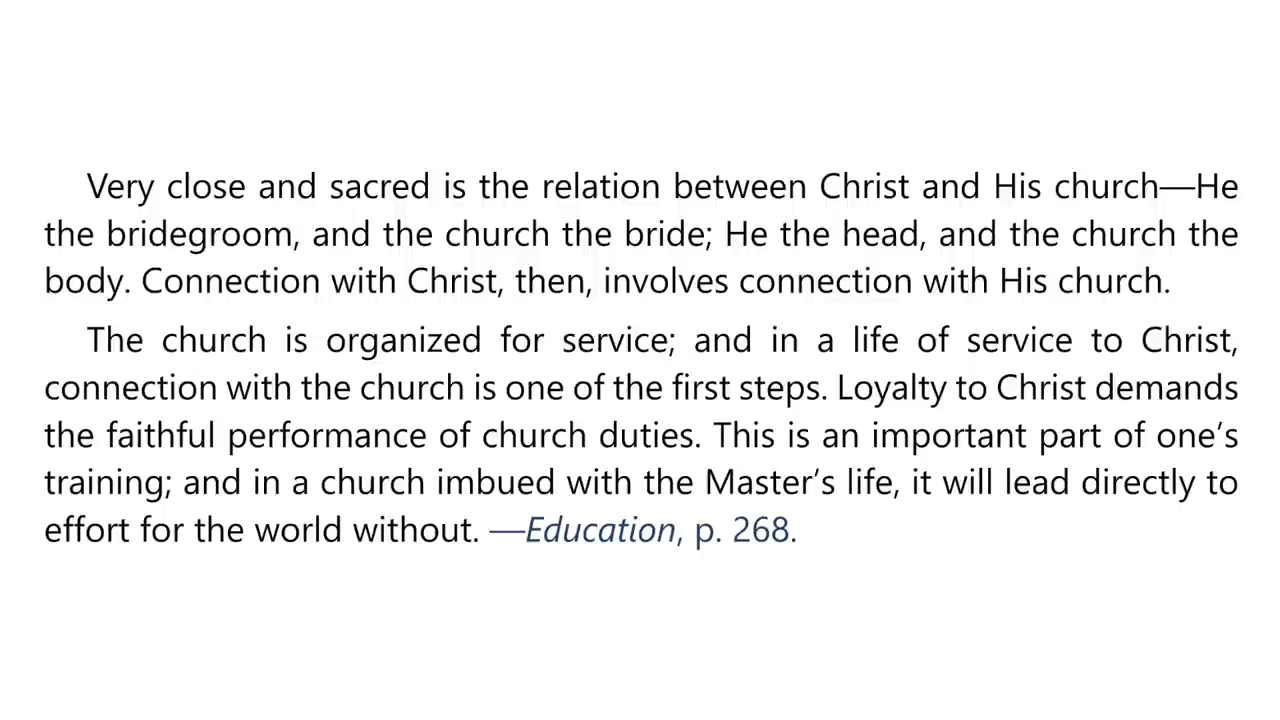 Very close and sacred is the relation between Christ and His church—He
the bridegroom, and the church the bride; He the head, and the church the
body. Connection with Christ, then, involves connection with His church.
The church is organized for service; and in a life of service to Christ,
connection with the church is one of the first steps. Loyalty to Christ demands
the faithful performance of church duties. This is an important part of one’s
training; and in a church imbued with the Master’s life, it will lead directly to
effort for the world without. —Education, p. 268.